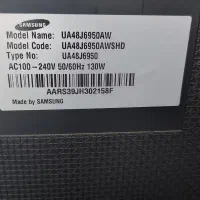 SAMSUNG
Model Name: UA48J6950AW
Model Code: UA48J6950AWSHD
Type No: UA48J6950
AC100~240V 50/60Hz 130W
AARS39JH302158F
Made by SAMSUNG